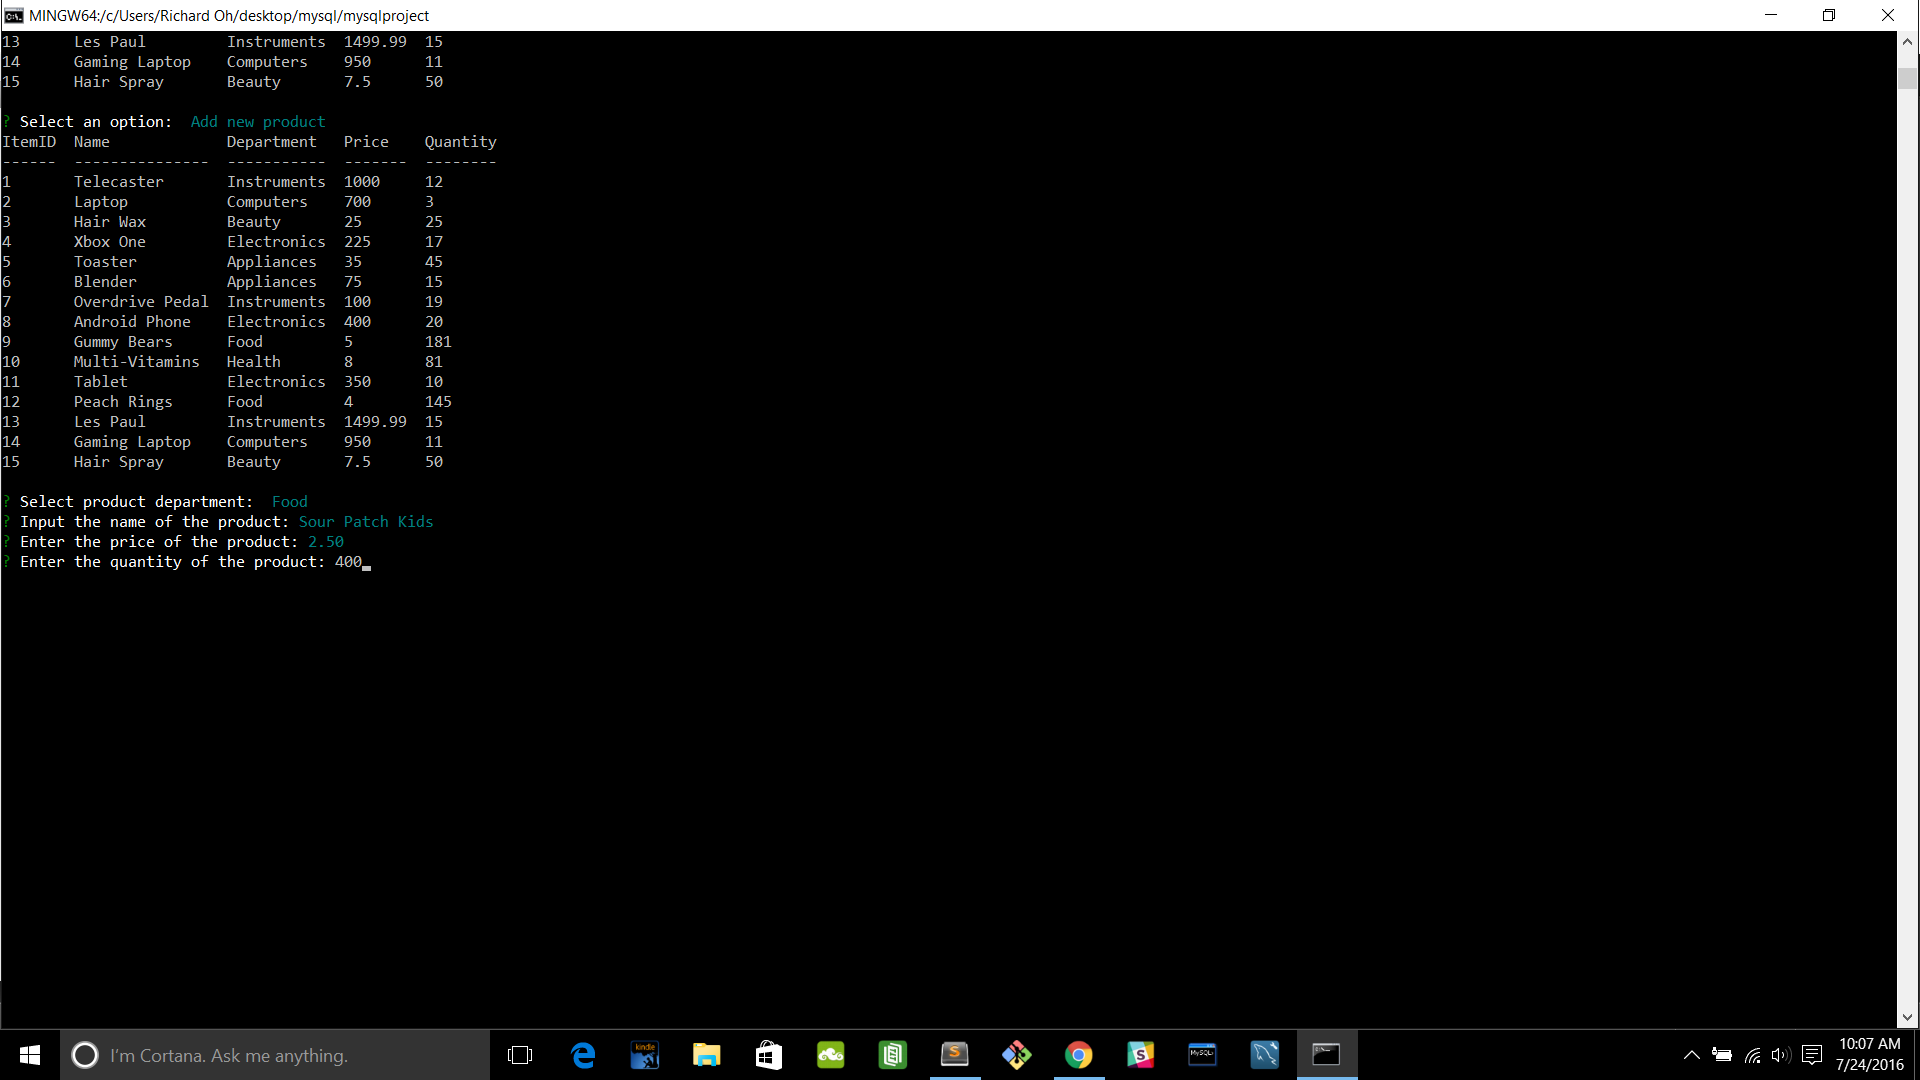 MINGW64:/c/Users/Richard Oh/desktop/mysql/mysqlproject
13      Les Paul         Instruments  1499.99  15
14      Gaming Laptop    Computers    950      11
15      Hair Spray       Beauty       7.5      50
? Select an option:  Add new product
ItemID  Name             Department   Price    Quantity
------  ---------------  -----------  -------  --------
1       Telecaster       Instruments  1000     12
2       Laptop           Computers    700      3
3       Hair Wax         Beauty       25       25
4       Xbox One         Electronics  225      17
5       Toaster          Appliances   35       45
6       Blender          Appliances   75       15
7       Overdrive Pedal  Instruments  100      19
8       Android Phone    Electronics  400      20
9       Gummy Bears      Food         5        181
10      Multi-Vitamins   Health       8        81
11      Tablet           Electronics  350      10
12      Peach Rings      Food         4        145
13      Les Paul         Instruments  1499.99  15
14      Gaming Laptop    Computers    950      11
15      Hair Spray       Beauty       7.5      50
? Select product department:  Food
? Input the name of the product: Sour Patch Kids
? Enter the price of the product: 2.50
? Enter the quantity of the product: 400_
I'm Cortana. Ask me anything.
kindle
MySQL>
10:07 AM
7/24/2016